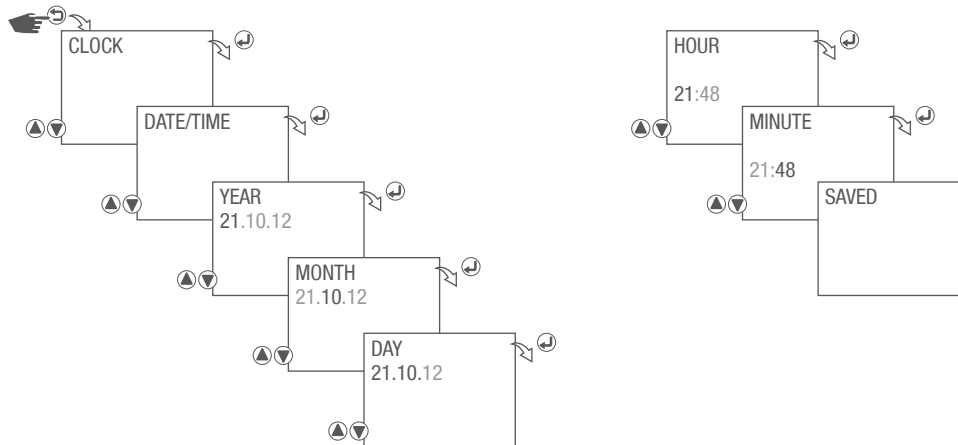 CLOCK
DATE/TIME
YEAR
21.10.12
MONTH
21.10.12
DAY
21.10.12
HOUR
21:48
MINUTE
21:48
SAVED